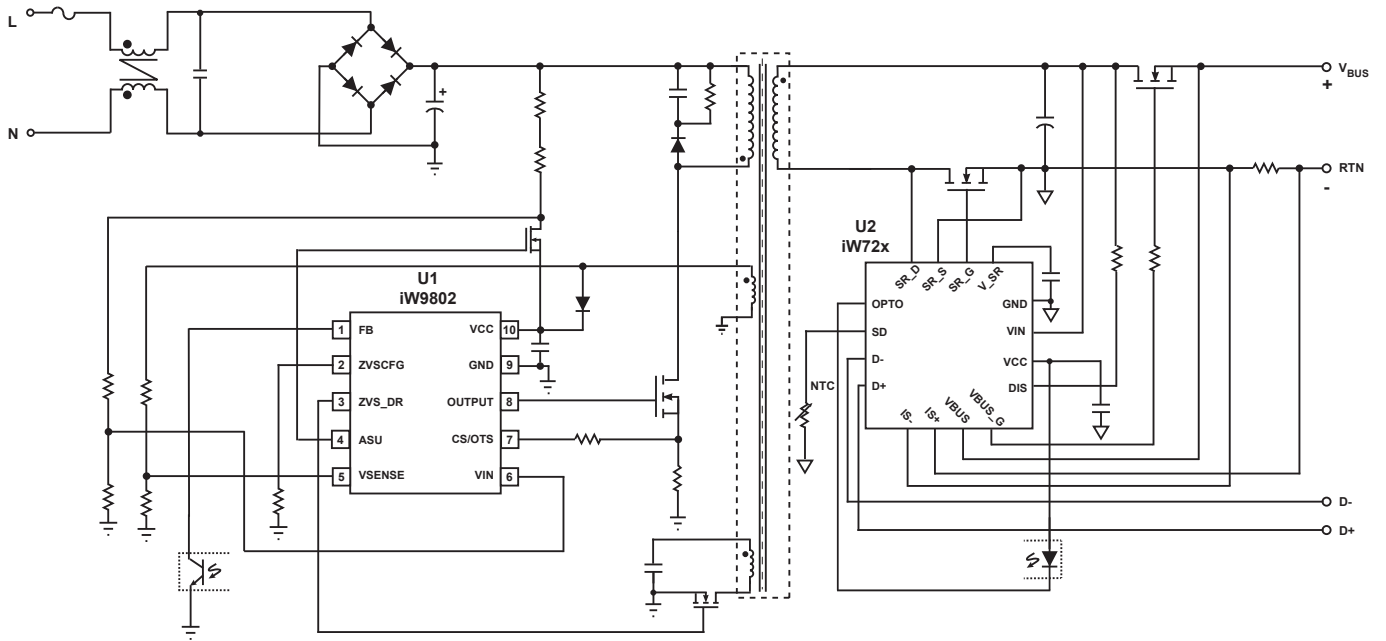 L
N
+
V BUS
+
RTN
-
U1
iW9802
1 FB
2 ZVSCFG
3 ZVS_DR
4 ASU
5 VSENSE
VCC 10
GND 9
OUTPUT 8
CS/OTS 7
VIN 6
U2
iW72x
SR_D
SR_S
SR_G
V_SR
OPTO
SD
D-
D+
GND
VIN
VCC
DIS
IS-
IS+
VBUS
VBUS_G
NTC
D-
D+